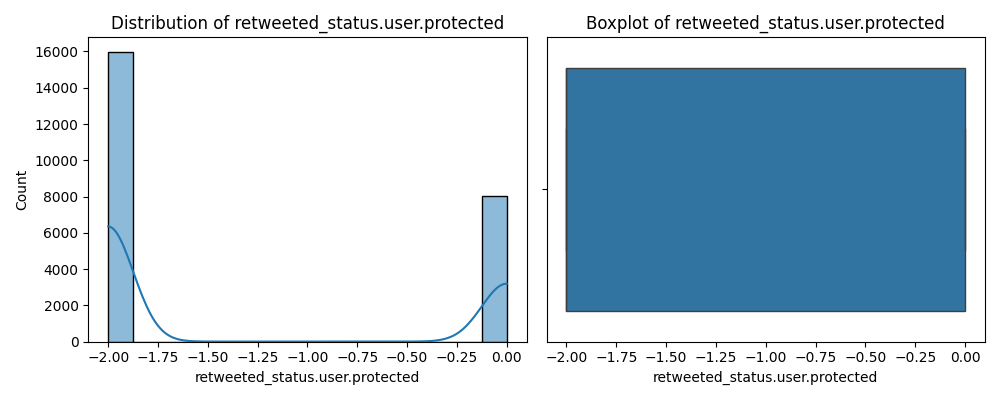 Distribution of retweeted_status.user.protected
Boxplot of retweeted_status.user.protected
16000
14000
12000
10000
8000
6000
4000
2000
0
Count
−2.00 −1.75 −1.50 −1.25 −1.00 −0.75 −0.50 −0.25 0.00
retweeted_status.user.protected
−2.00 −1.75 −1.50 −1.25 −1.00 −0.75 −0.50 −0.25 0.00
retweeted_status.user.protected